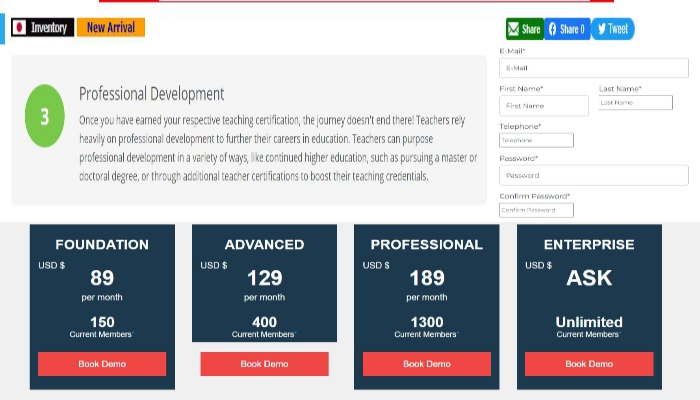 Inventory
New Arrival
Share
Share 0
Tweet
3
Professional Development
Once you have earned your respective teaching certification, the journey doesn't end there! Teachers rely
heavily on professional development to further their careers in education. Teachers can purpose
professional development in a variety of ways, like continued higher education, such as pursuing a master or
doctoral degree, or through additional teacher certifications to boost their teaching credentials.
E-Mail*
E-Mail
First Name*
Last Name*
First Name
Last Name
Telephone*
Telephone
Password*
Password
Confirm Password*
Confirm Password
FOUNDATION
USD $
89
per month
150
Current Members*
Book Demo
ADVANCED
USD $
129
per month
400
Current Members*
Book Demo
PROFESSIONAL
USD $
189
per month
1300
Current Members*
Book Demo
ENTERPRISE
USD $
ASK
Unlimited
Current Members*
Book Demo